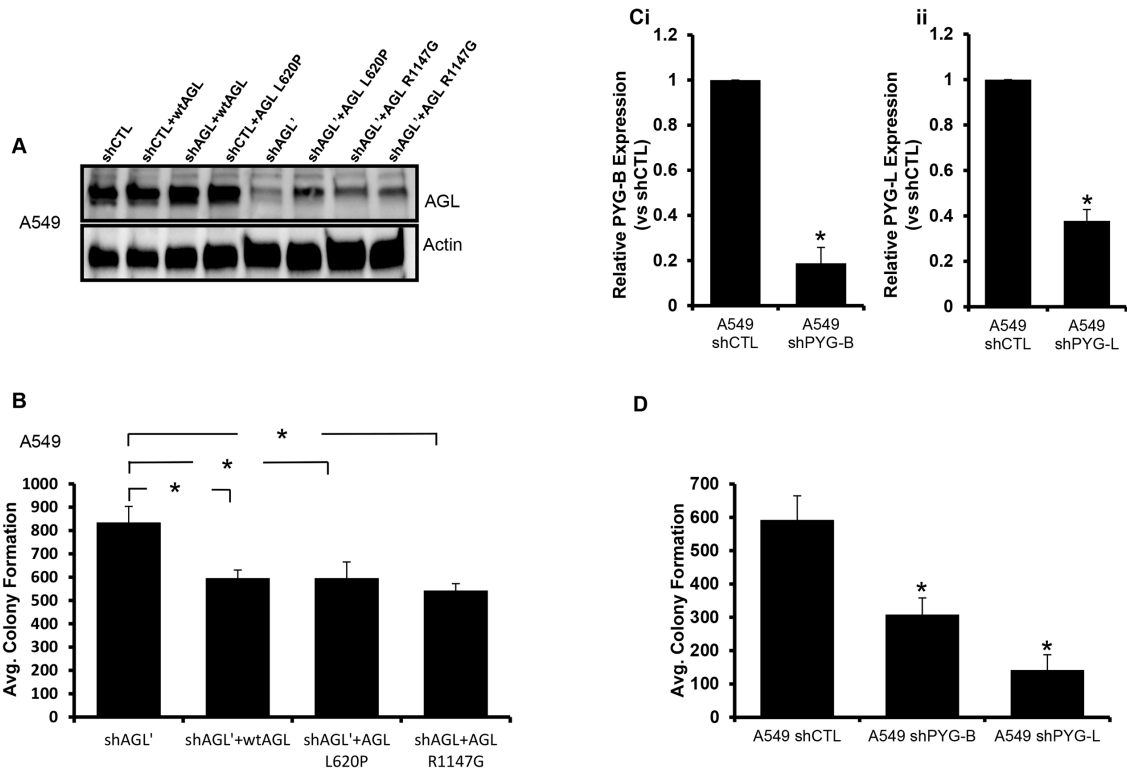 A
A549
shCTL
shCTL+wtAGL
shAGL+wtAGL
shCTL+AGL L620P
shAGL'
shAGL'+AGL L620P
shAGL'+AGL R1147G
shAGL'+AGL R1147G
AGL
Actin
B
A549
*
*
*
Avg. Colony Formation
1000
900
800
700
600
500
400
300
200
100
0
shAGL'
shAGL'+wtAGL
shAGL'+AGL
L620P
shAGL+AGL
R1147G
Ci
Relative PYG-B Expression
(vs shCTL)
1.2
1
0.8
0.6
0.4
0.2
0
*
A549
shCTL
A549
shPYG-B
ii
Relative PYG-L Expression
(vs shCTL)
1.2
1
0.8
0.6
0.4
0.2
0
*
A549
shCTL
A549
shPYG-L
D
Avg. Colony Formation
700
600
500
400
300
200
100
0
*
*
A549 shCTL
A549 shPYG-B
A549 shPYG-L